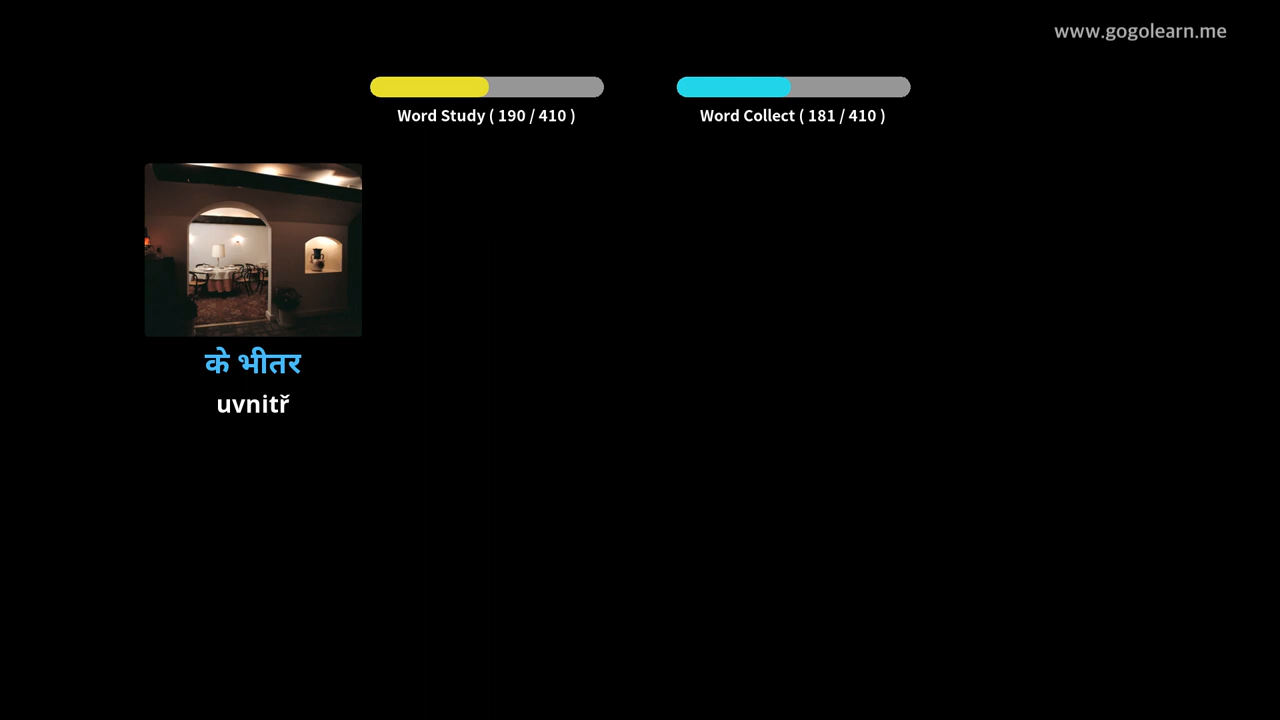 www.gogolearn.me
Word Study ( 190 / 410 )
Word Collect ( 181 / 410 )
के भीतर
uvnitř